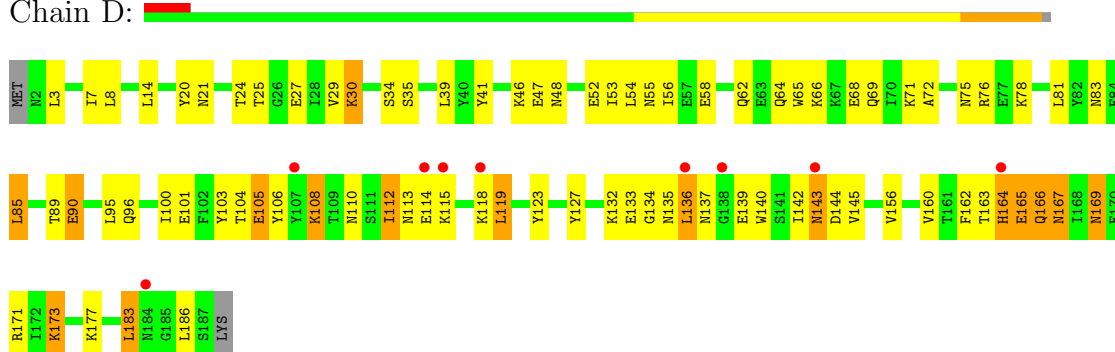 Chain D:
MET N2 L3 I7 L8 L14 Y20 N21 T24 T25 G26 E27 I28 V29 K30 S34 S35 L39 Y40 Y41 K46 E47 N48 E52 I53 L54 N55 I56 E57 E58 Q62 E63 Q64 W65 K66 K67 E68 Q69 I70 K71 A72 N75 R76 E77 K78 L81 Y82 N83 E84
L85 T89 E90 L95 Q96 I100 E101 F102 Y103 T104 E105 Y106 Y107 K108 T109 N110 S111 I112 N113 E114 K115 K118 L119 Y123 Y127 K132 E133 G134 N135 L136 N137 G138 E139 W140 S141 I142 N143 D144 V145 V156 V160 T161 F162 T163 H164 E165 Q166 N167 I168 N169 E170
R171 I172 K173 K177 L183 N184 G185 L186 S187 LYS